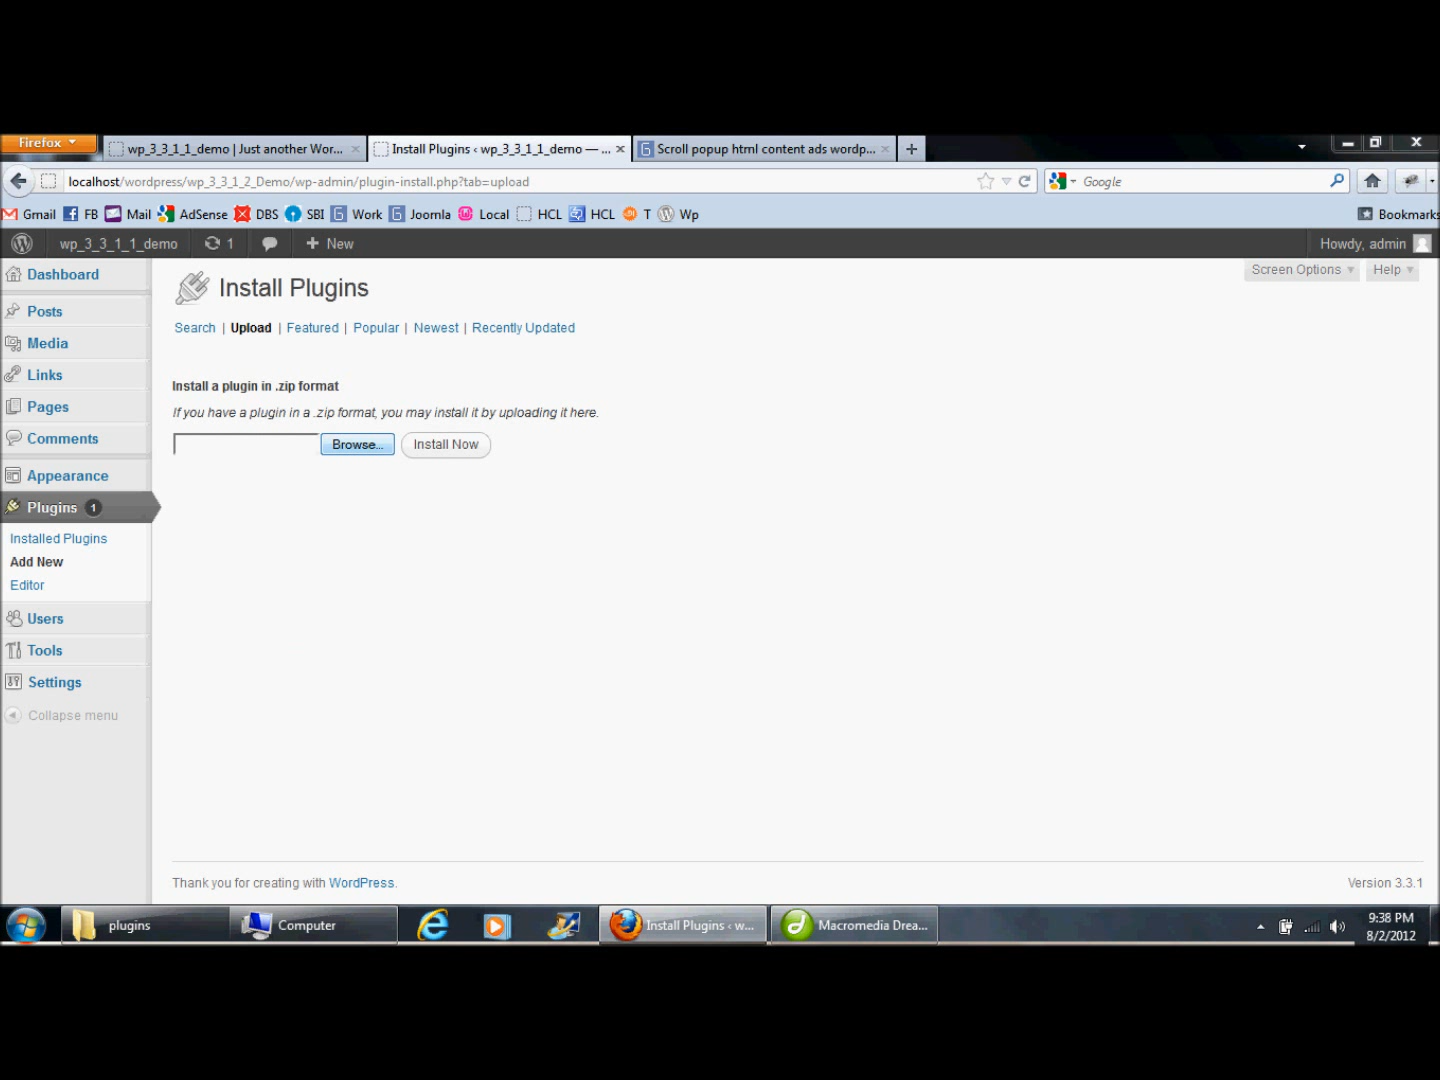 Firefox
wp_3_3_1_1_demo | Just another Wor...
Install Plugins ‹ wp_3_3_1_1_demo — ...
Scroll popup html content ads wordp...
localhost/wordpress/wp_3_3_1_2_Demo/wp-admin/plugin-install.php?tab=upload
Google
Gmail FB Mail AdSense DBS SBI Work Joomla Local HCL HCL T Wp Bookmarks
wp_3_3_1_1_demo 1 + New Howdy, admin
Screen Options Help
Dashboard
Posts
Media
Links
Pages
Comments
Appearance
Plugins 1
Installed Plugins
Add New
Editor
Users
Tools
Settings
Collapse menu
Install Plugins
Search | Upload | Featured | Popular | Newest | Recently Updated
Install a plugin in .zip format
If you have a plugin in a .zip format, you may install it by uploading it here.
Browse... Install Now
Thank you for creating with WordPress. Version 3.3.1
plugins Computer Install Plugins ‹ w... Macromedia Drea... 9:38 PM
8/2/2012